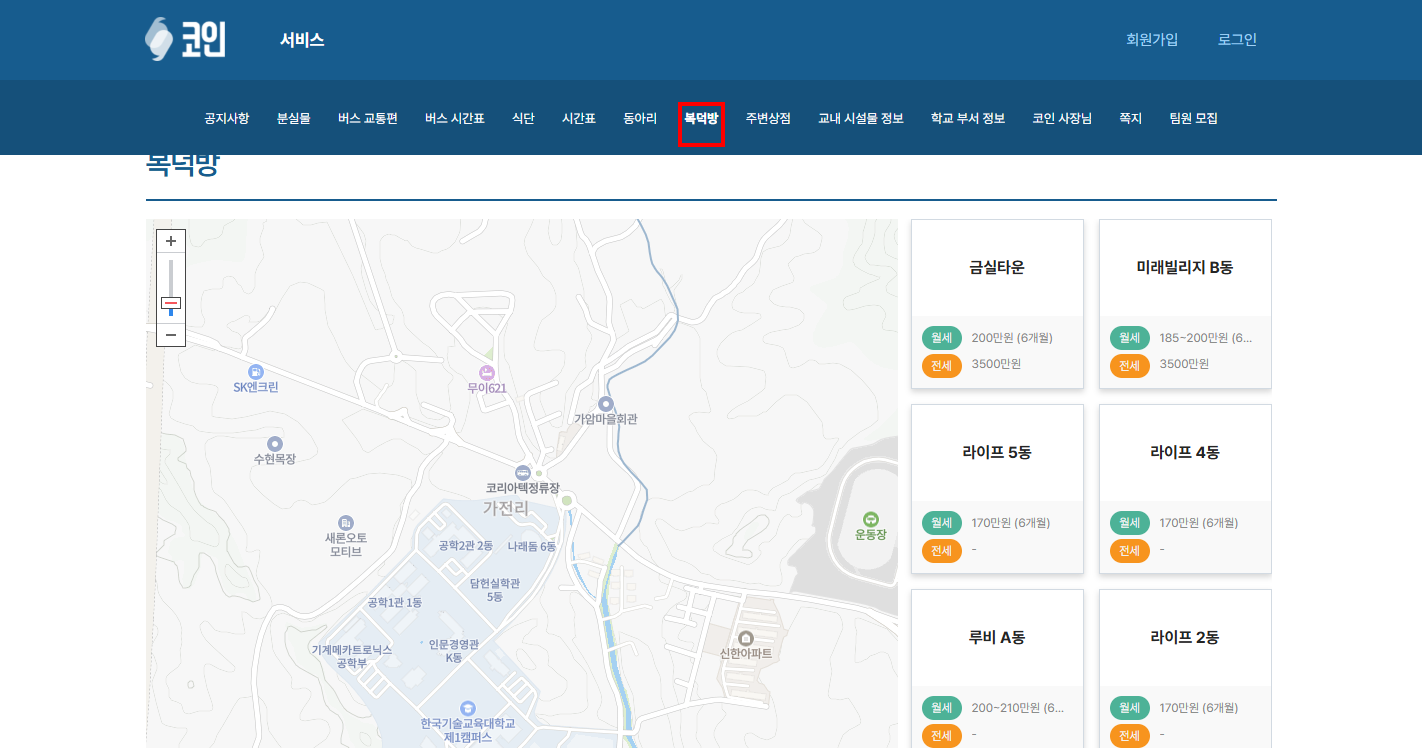 코인
서비스
회원가입
로그인
공지사항
분실물
버스 교통편
버스 시간표
식단
시간표
동아리
복덕방
주변상점
교내 시설물 정보
학교 부서 정보
코인 사장님
쪽지
팀원 모집
복덕방
SK엔크린
무이621
가암마을회관
수현목장
코리아텍정류장
가전리
새론오토
모티브
공학2관 2동
나래돔 6동
운동장
담헌실학관
5동
공학1관 1동
인문경영관
K동
기계메카트로닉스
공학부
신한아파트
한국기술교육대학교
제1캠퍼스
금실타운
월세 200만원 (6개월)
전세 3500만원
미래빌리지 B동
월세 185~200만원 (6...
전세 3500만원
라이프 5동
월세 170만원 (6개월)
전세 -
라이프 4동
월세 170만원 (6개월)
전세 -
루비 A동
월세 200~210만원 (6...
전세 -
라이프 2동
월세 170만원 (6개월)
전세 -